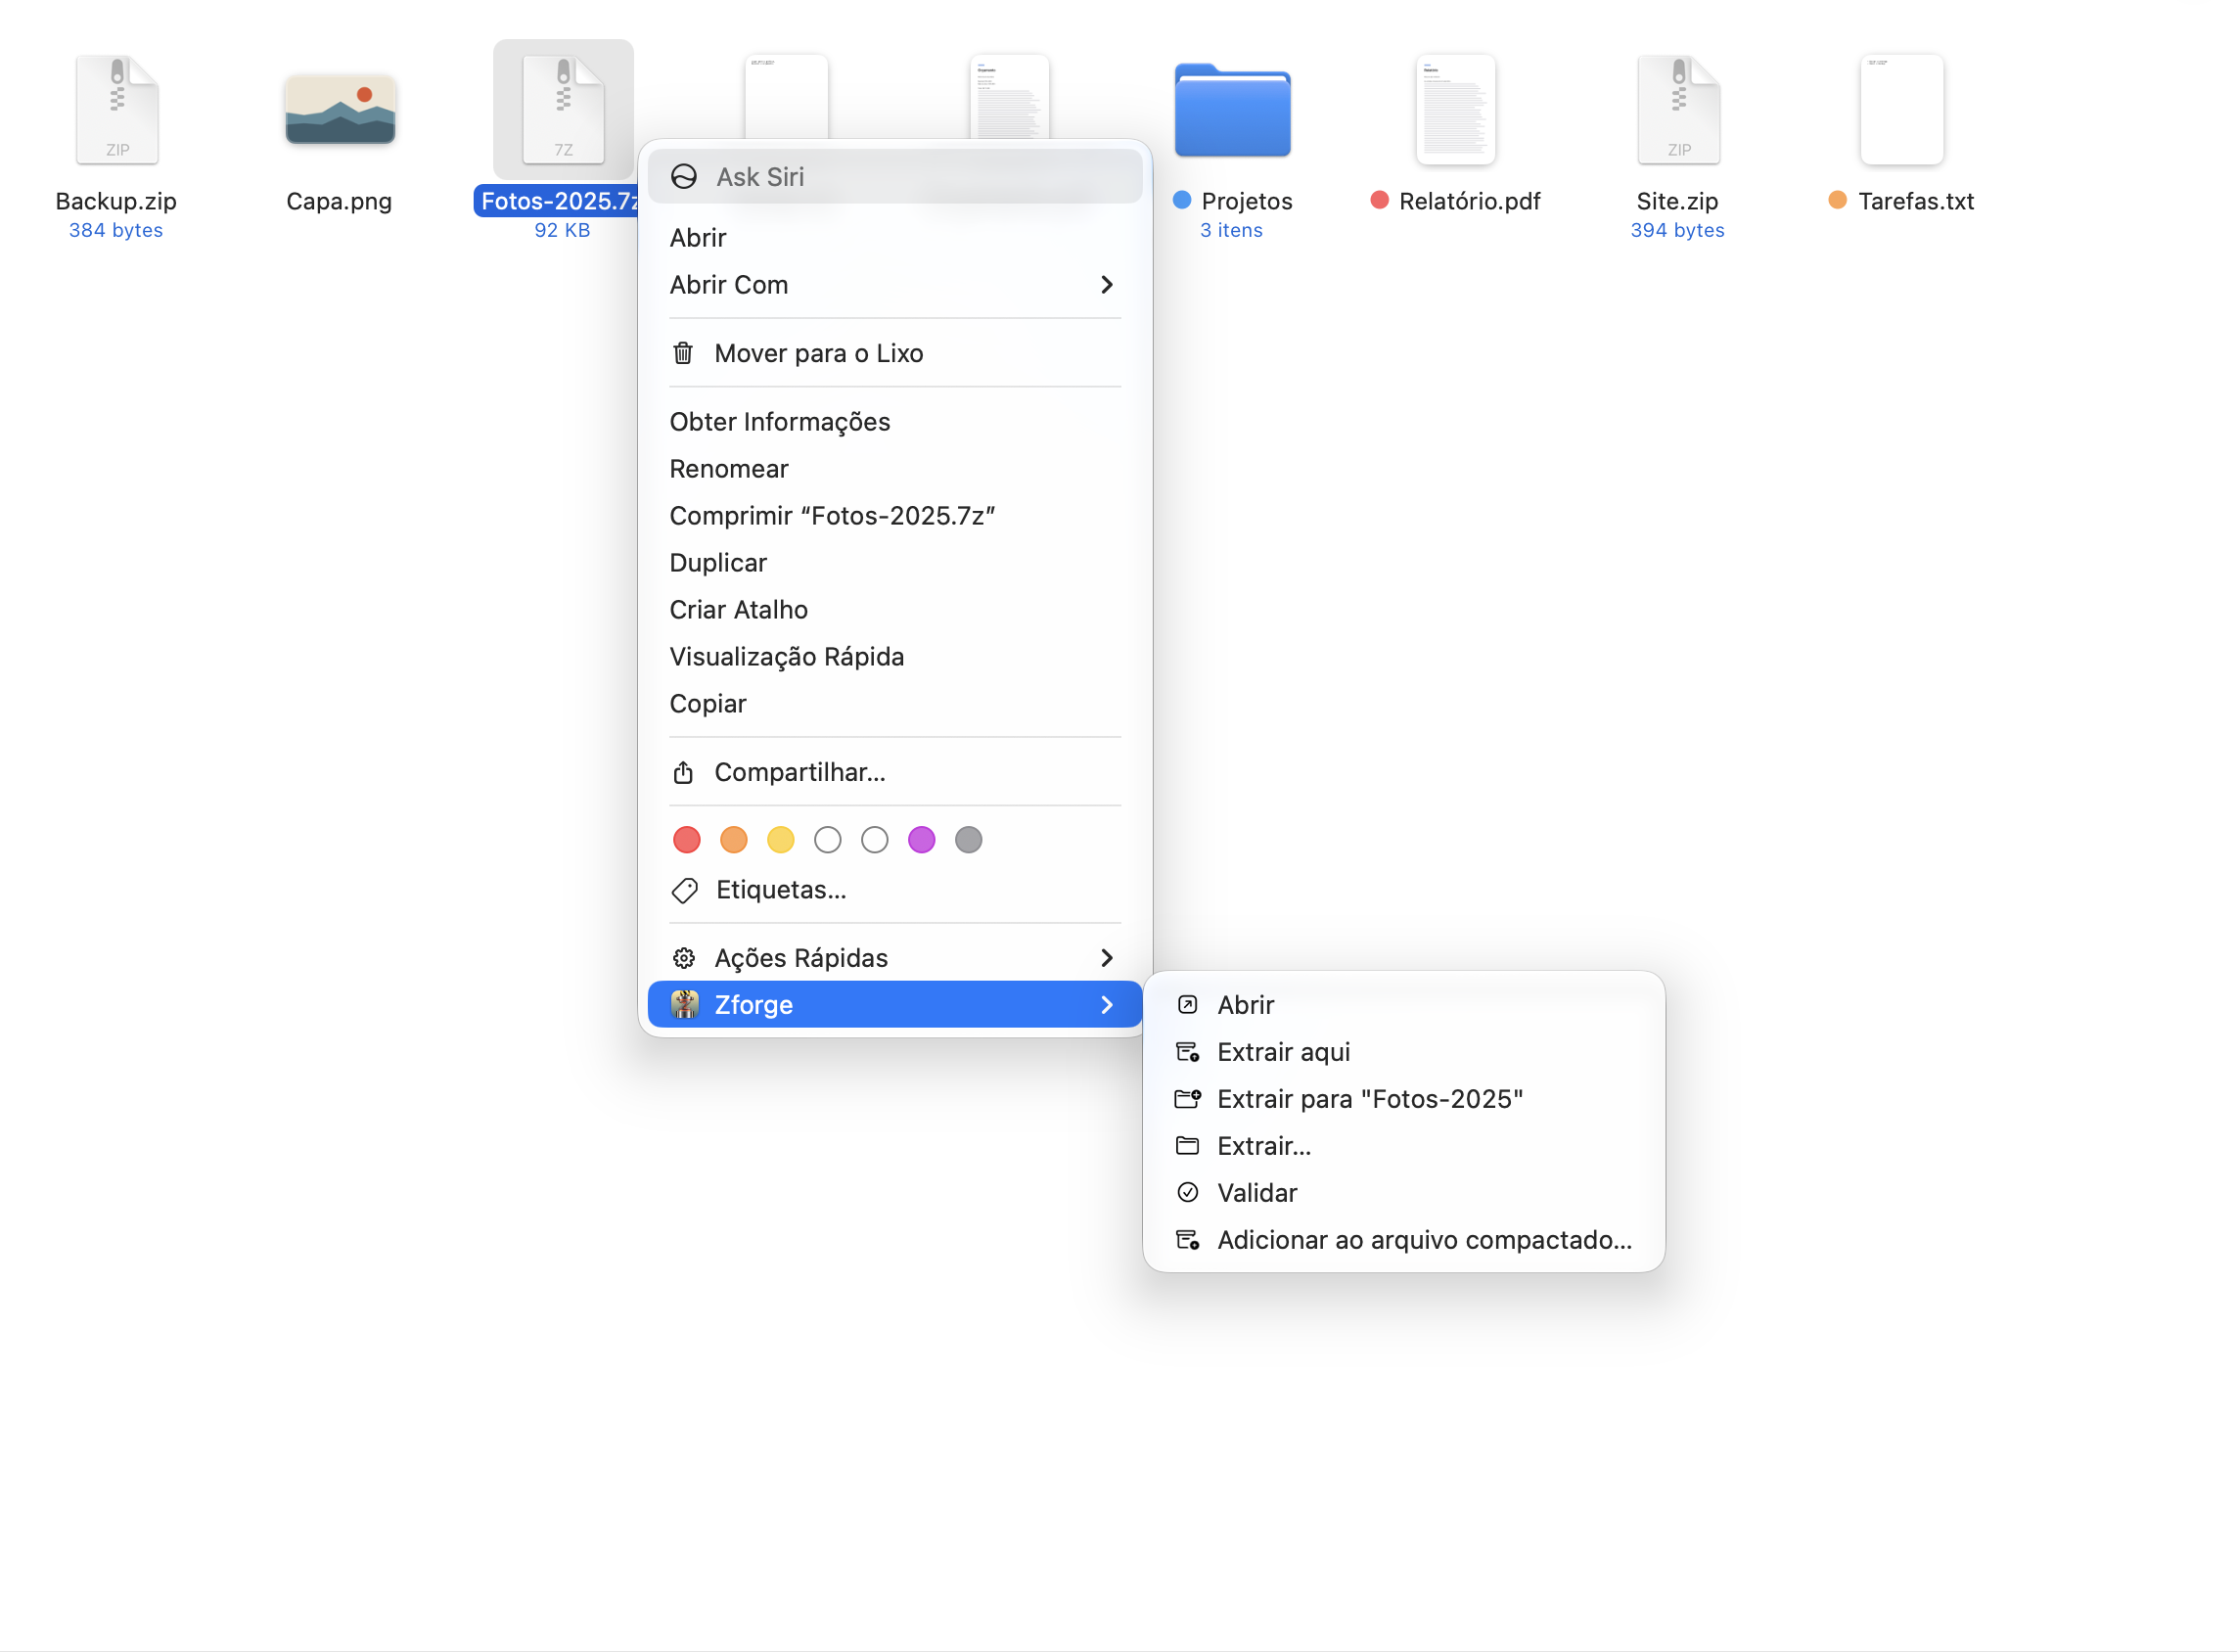 ZIP
7Z
ZIP
Backup.zip
384 bytes
Capa.png
Fotos-2025.7z
92 KB
Projetos
3 itens
Relatório.pdf
Site.zip
394 bytes
Tarefas.txt
Ask Siri
Abrir
Abrir Com
Mover para o Lixo
Obter Informações
Renomear
Comprimir “Fotos-2025.7z”
Duplicar
Criar Atalho
Visualização Rápida
Copiar
Compartilhar...
Etiquetas...
Ações Rápidas
Zforge
Abrir
Extrair aqui
Extrair para "Fotos-2025"
Extrair...
Validar
Adicionar ao arquivo compactado...